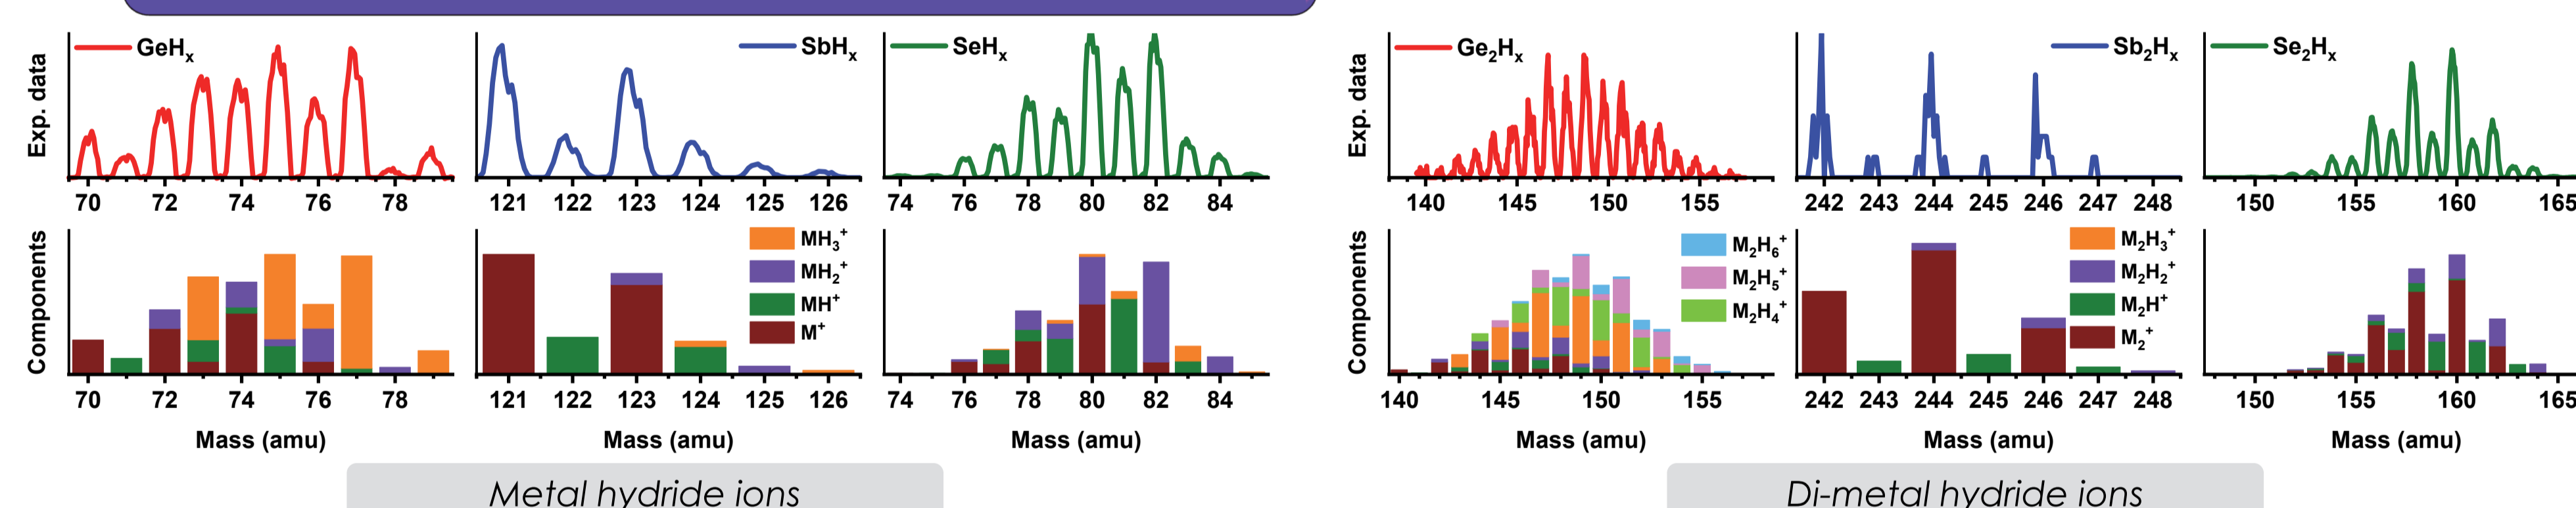 Exp. data
GeHx
SbHx
SeHx
70 72 74 76 78
121 122 123 124 125 126
74 76 78 80 82 84
Components
MH3+
MH2+
MH+
M+
70 72 74 76 78
121 122 123 124 125 126
74 76 78 80 82 84
Mass (amu)
Mass (amu)
Mass (amu)
Metal hydride ions
Exp. data
Ge2Hx
Sb2Hx
Se2Hx
140 145 150 155
242 243 244 245 246 247 248
150 155 160 165
Components
M2H6+
M2H5+
M2H4+
M2H3+
M2H2+
M2H+
M2+
140 145 150 155
242 243 244 245 246 247 248
150 155 160 165
Mass (amu)
Mass (amu)
Mass (amu)
Di-metal hydride ions